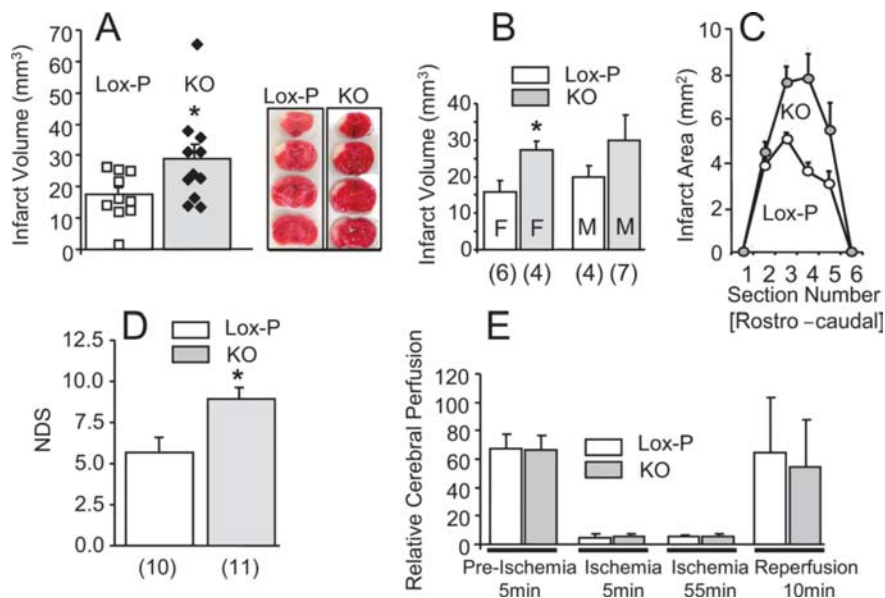 A
Infarct Volume (mm³)
70
60
50
40
30
20
10
0
Lox-P
KO
*
Lox-P
KO
B
Infarct Volume (mm³)
40
30
20
10
0
Lox-P
KO
*
F
F
M
M
(6)
(4)
(4)
(7)
C
Infarct Area (mm²)
10
8
6
4
2
0
KO
Lox-P
1 2 3 4 5 6
Section Number
[Rostro –caudal]
D
NDS
12.5
10.0
7.5
5.0
2.5
0.0
Lox-P
KO
*
(10)
(11)
E
Relative Cerebral Perfusion
120
100
80
60
40
20
0
Lox-P
KO
Pre-Ischemia
5min
Ischemia
5min
Ischemia
55min
Reperfusion
10min